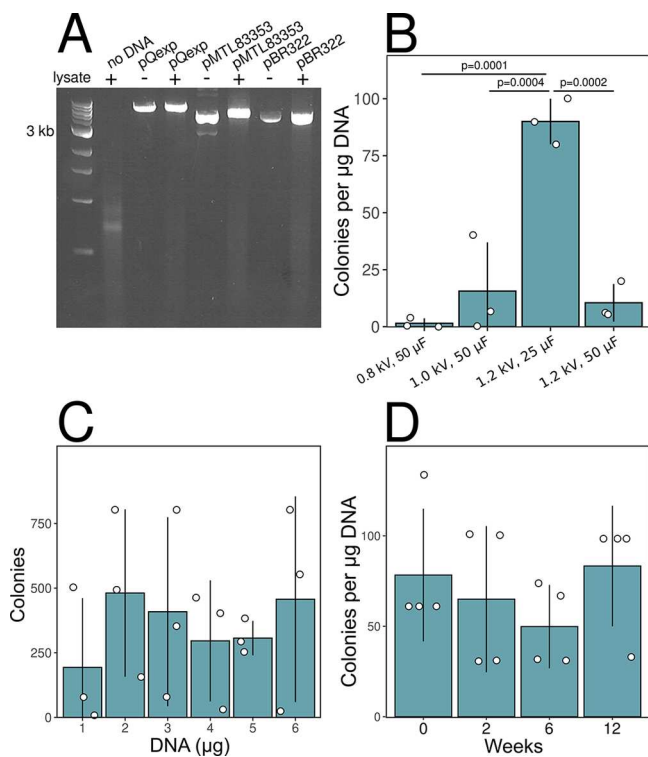 A
no DNA
pQexp
pQexp
pMTL83353
pMTL83353
pBR322
pBR322
lysate + - + - + - +
3 kb
B
p=0.0001
p=0.0004 p=0.0002
Colonies per µg DNA
100
75
50
25
0
0.8 kV, 50 µF
1.0 kV, 50 µF
1.2 kV, 25 µF
1.2 kV, 50 µF
C
Colonies
750
500
250
0
1 2 3 4 5 6
DNA (µg)
D
Colonies per µg DNA
100
50
0
0 2 6 12
Weeks